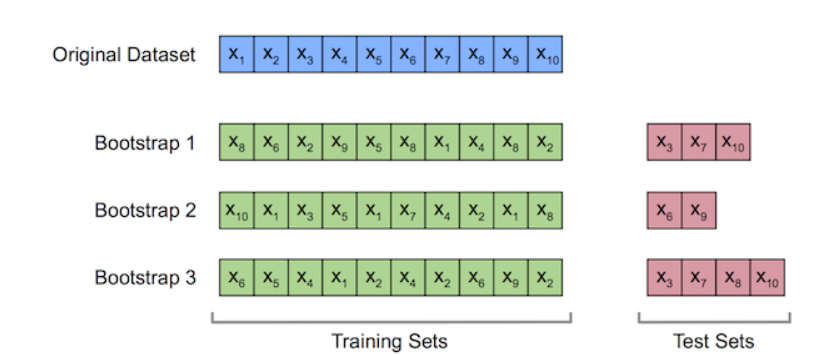 Original Dataset x₁ x₂ x₃ x₄ x₅ x₆ x₇ x₈ x₉ x₁₀
Bootstrap 1 x₈ x₆ x₂ x₉ x₅ x₈ x₁ x₄ x₈ x₂ x₃ x₇ x₁₀
Bootstrap 2 x₁₀ x₁ x₃ x₅ x₁ x₇ x₄ x₂ x₁ x₈ x₆ x₉
Bootstrap 3 x₆ x₅ x₄ x₁ x₂ x₄ x₂ x₆ x₉ x₂ x₃ x₇ x₈ x₁₀
Training Sets Test Sets